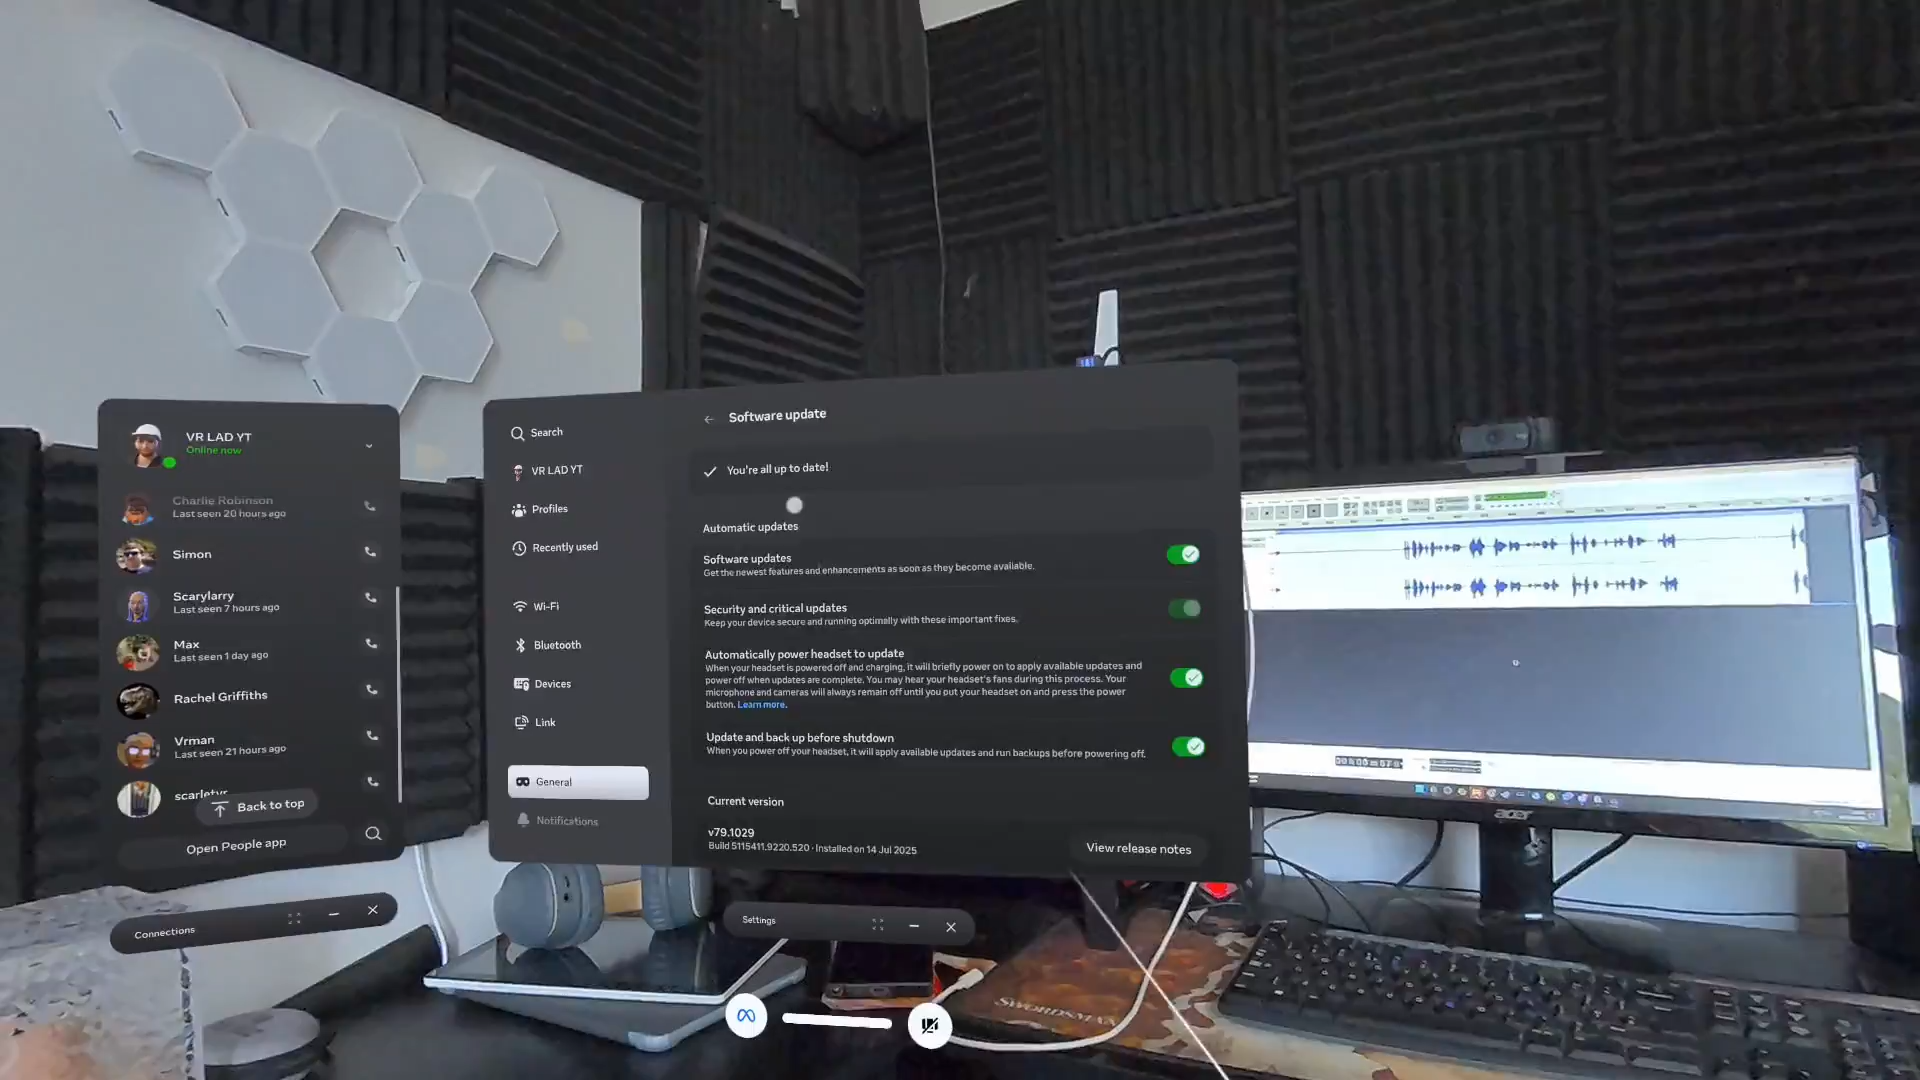 VR LAD YT
Online now
Charlie Robinson
Last seen 20 hours ago
Simon
Scarylarry
Last seen 7 hours ago
Max
Last seen 1 day ago
Rachel Griffiths
Vrman
Last seen 21 hours ago
Back to top
Open People app
Connections
Search
VR LAD YT
Profiles
Recently used
Wi-Fi
Bluetooth
Devices
Link
General
Notifications
Software update
You're all up to date!
Automatic updates
Software updates
Get the newest features and enhancements as soon as they become available.
Security and critical updates
Keep your device secure and running optimally with these important fixes.
Automatically power headset to update
When your headset is powered off and charging, it will briefly power on to apply available updates and
power off when updates are complete. You may hear your headset's fans during this process. Your
microphone and cameras will always remain off until you put your headset on and press the power
button. Learn more.
Update and back up before shutdown
When you power off your headset, it will apply available updates and run backups before powering off.
Current version
v79.1029
Build 5115411.9220.520 · Installed on 14 Jul 2025
View release notes
Settings
acer
SWORDSMAN